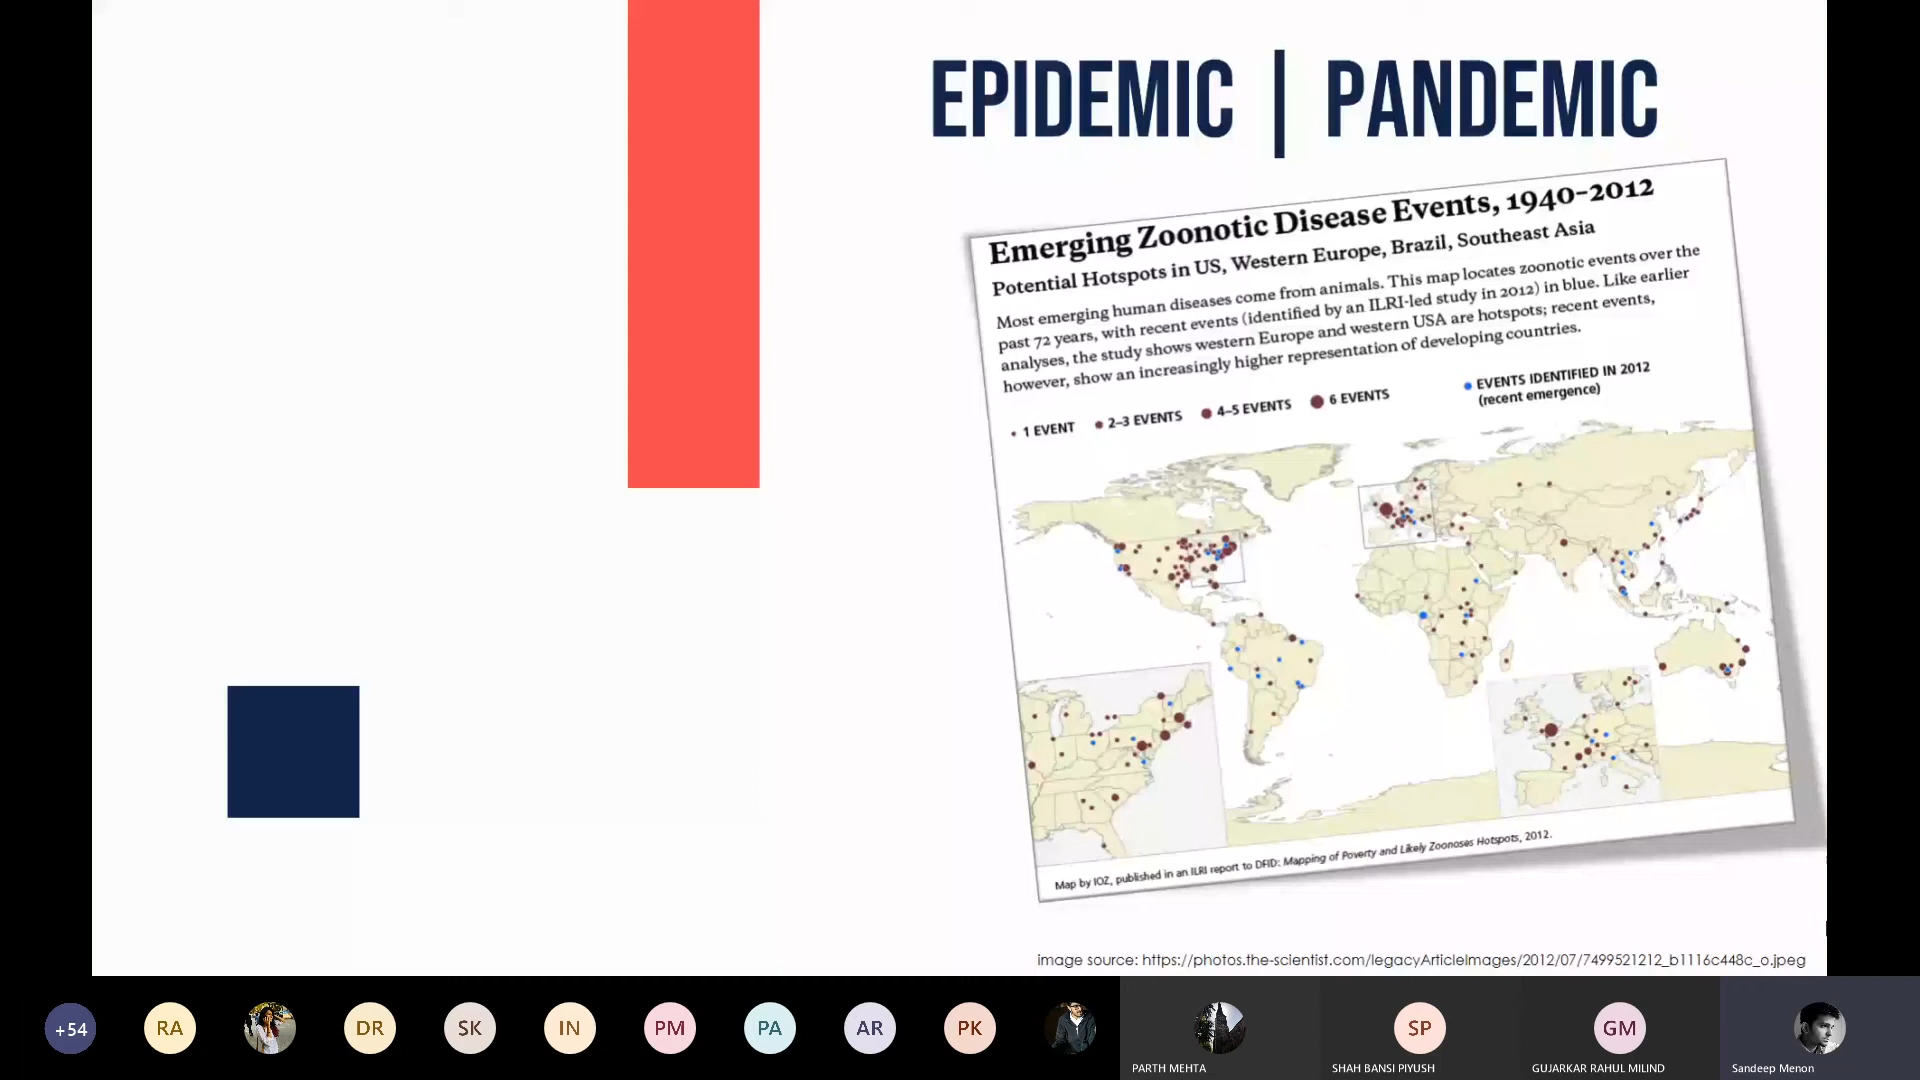 EPIDEMIC | PANDEMIC
Emerging Zoonotic Disease Events, 1940–2012
Potential Hotspots in US, Western Europe, Brazil, Southeast Asia
Most emerging human diseases come from animals. This map locates zoonotic events over the
past 72 years, with recent events (identified by an ILRI-led study in 2012) in blue. Like earlier
analyses, the study shows western Europe and western USA are hotspots; recent events,
however, show an increasingly higher representation of developing countries.
1 EVENT
2–3 EVENTS
4–5 EVENTS
6 EVENTS
EVENTS IDENTIFIED IN 2012
(recent emergence)
Map by IOZ, published in an ILRI report to DFID: Mapping of Poverty and Likely Zoonoses Hotspots, 2012.
image source: https://photos.the-scientist.com/legacyArticleImages/2012/07/7499521212_b1116c448c_o.jpeg
+54
RA
DR
SK
IN
PM
PA
AR
PK
SP
GM
PARTH MEHTA
SHAH BANSI PIYUSH
GUJARKAR RAHUL MILIND
Sandeep Menon